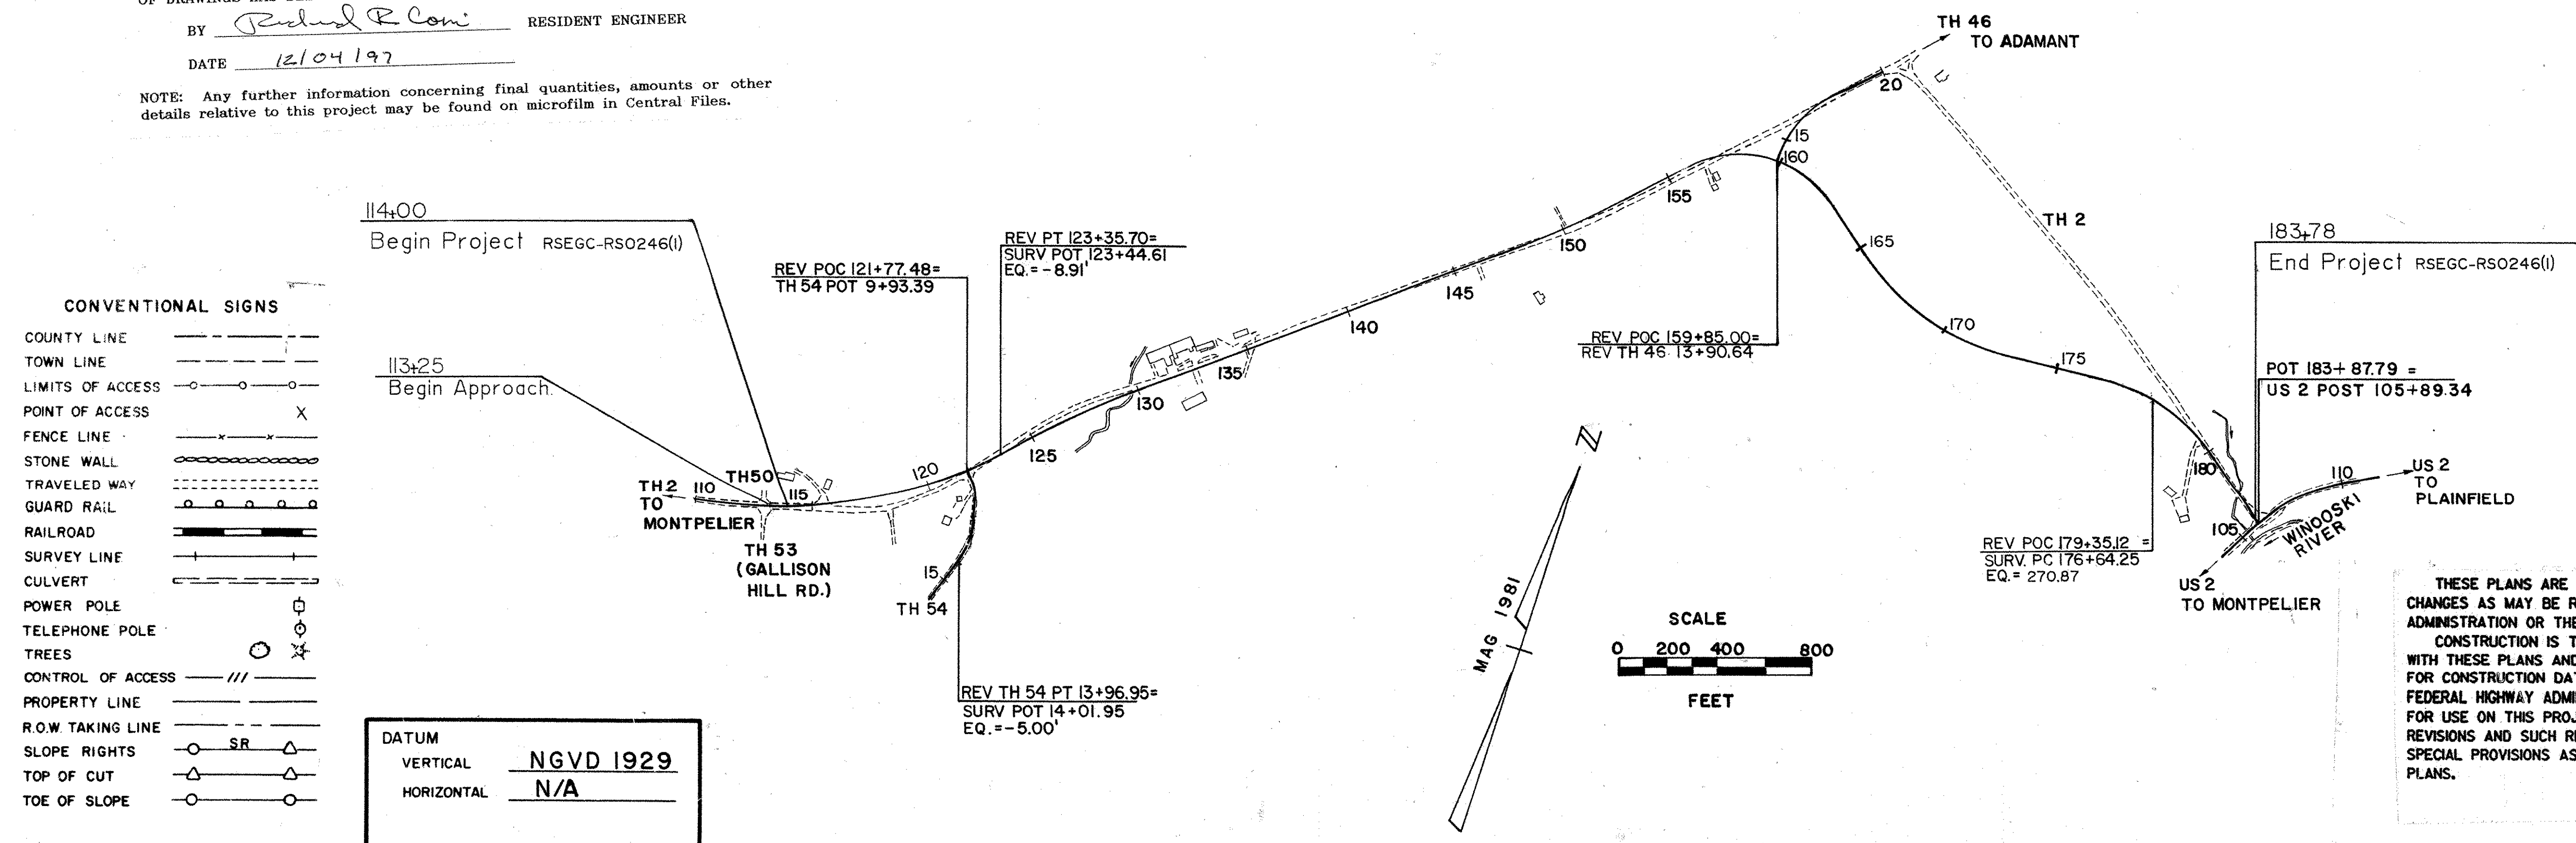 BY Richard R Comi RESIDENT ENGINEER
DATE 12/04/97
NOTE: Any further information concerning final quantities, amounts or other
details relative to this project may be found on microfilm in Central Files.
TH 46
TO ADAMANT
20
15
160
155
150
145
140
135
130
125
120
115
110
165
170
175
180
TH 2
114+00
Begin Project RSEGC-RS0246(1)
113+25
Begin Approach
REV POC 121+77.48=
TH 54 POT 9+93.39
REV PT 123+35.70=
SURV POT 123+44.61
EQ.=-8.91'
REV POC 159+85.00=
REV TH 46 13+90.64
183+78
End Project RSEGC-RS0246(1)
POT 183+87.79 =
US 2 POST 105+89.34
TH 2
TO
MONTPELIER
TH50
TH 53
(GALLISON
HILL RD.)
15
TH 54
REV TH 54 PT 13+96.95=
SURV POT 14+01.95
EQ.=-5.00'
REV POC 179+35.12 =
SURV. PC 176+64.25
EQ.= 270.87
105
110
US 2
TO
PLAINFIELD
WINOOSKI
RIVER
US 2
TO MONTPELIER
CONVENTIONAL SIGNS
COUNTY LINE
TOWN LINE
LIMITS OF ACCESS
POINT OF ACCESS
FENCE LINE
STONE WALL
TRAVELED WAY
GUARD RAIL
RAILROAD
SURVEY LINE
CULVERT
POWER POLE
TELEPHONE POLE
TREES
CONTROL OF ACCESS
PROPERTY LINE
R.O.W. TAKING LINE
SLOPE RIGHTS SR
TOP OF CUT
TOE OF SLOPE
DATUM
VERTICAL NGVD 1929
HORIZONTAL N/A
N
MAG 1981
SCALE
0 200 400 800
FEET
THESE PLANS ARE
CHANGES AS MAY BE
ADMINISTRATION OR THE
CONSTRUCTION IS
WITH THESE PLANS AND
FOR CONSTRUCTION
FEDERAL HIGHWAY
FOR USE ON THIS
REVISIONS AND SUCH
SPECIAL PROVISIONS AS
PLANS.